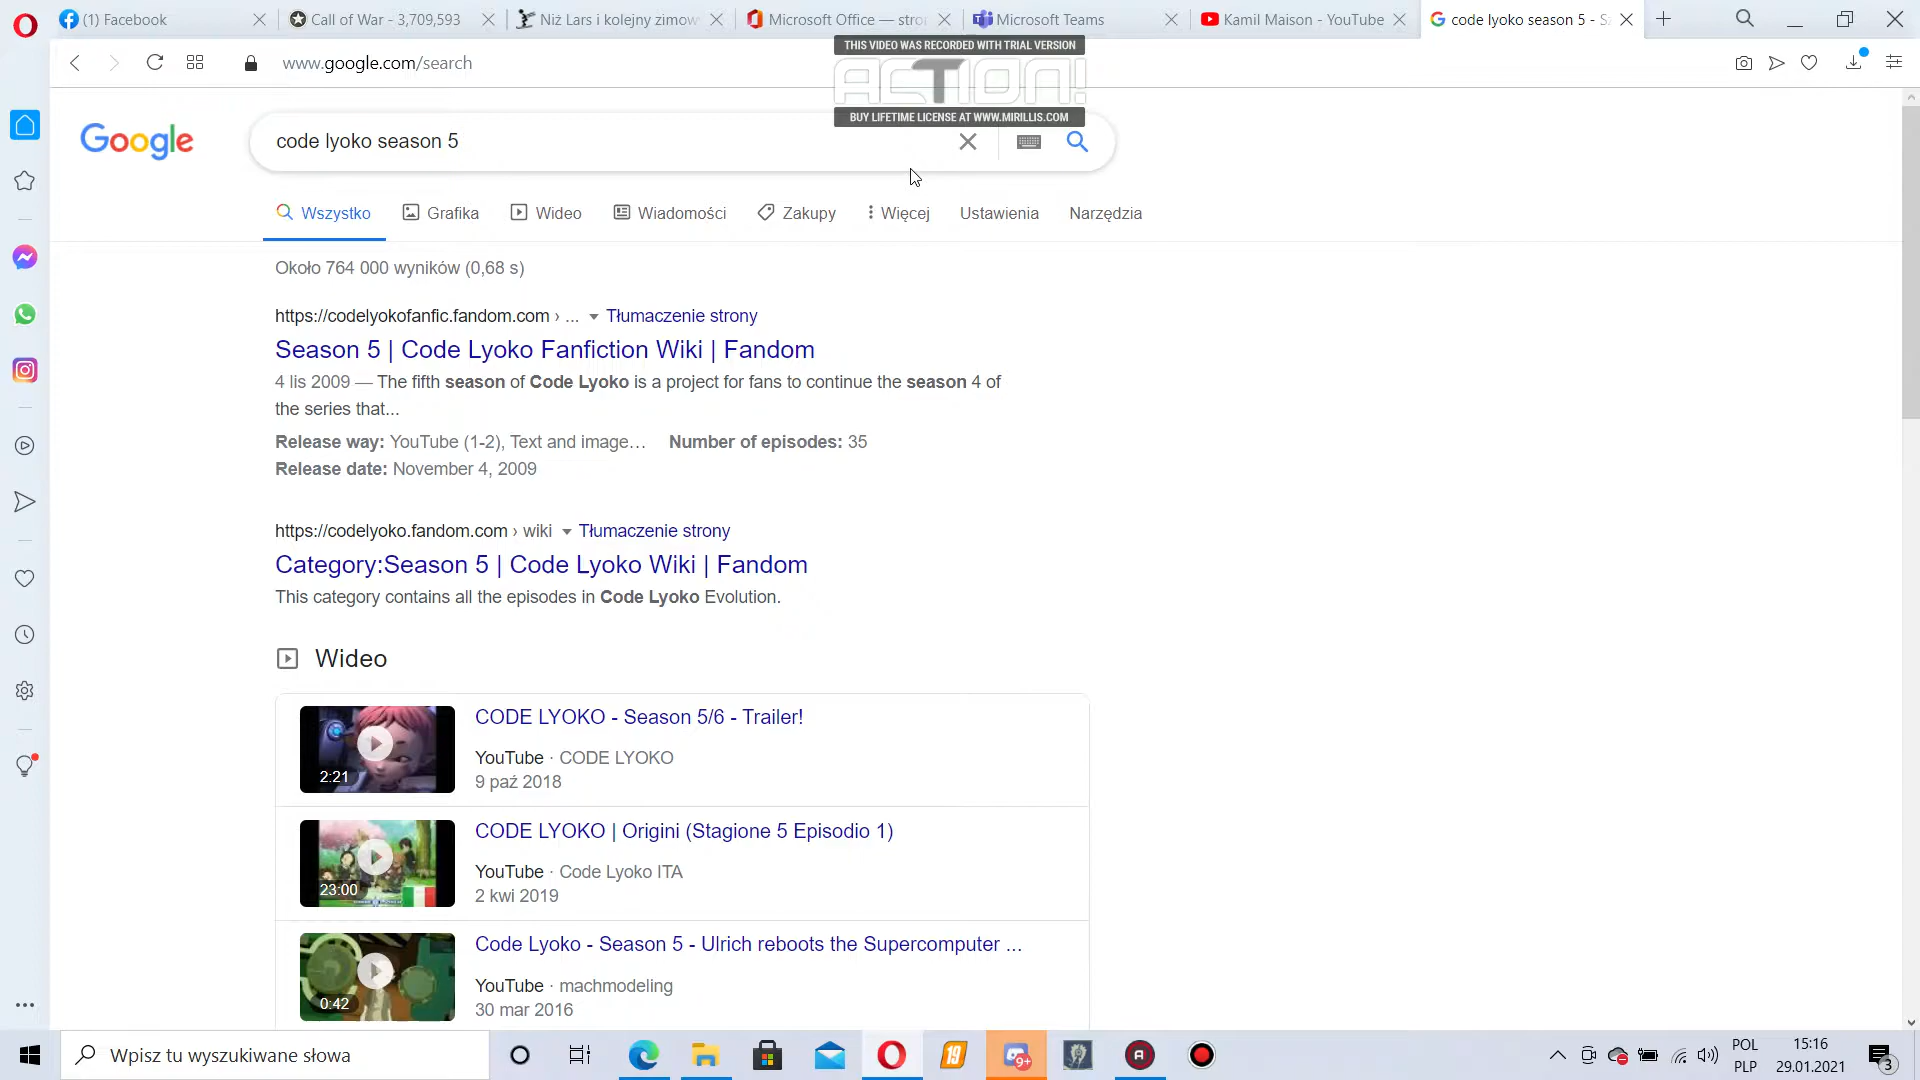 (1) Facebook
Call of War - 3,709,593
Niż Lars i kolejny zimow
Microsoft Office — stro
Microsoft Teams
Kamil Maison - YouTube
code lyoko season 5 - S
THIS VIDEO WAS RECORDED WITH TRIAL VERSION
ACTION!
BUY LIFETIME LICENSE AT WWW.MIRILLIS.COM
www.google.com/search
Google
code lyoko season 5
Wszystko
Grafika
Wideo
Wiadomości
Zakupy
Więcej
Ustawienia
Narzędzia
Około 764 000 wyników (0,68 s)
https://codelyokofanfic.fandom.com › ... Tłumaczenie strony
Season 5 | Code Lyoko Fanfiction Wiki | Fandom
4 lis 2009 — The fifth season of Code Lyoko is a project for fans to continue the season 4 of
the series that...
Release way: YouTube (1-2), Text and image… Number of episodes: 35
Release date: November 4, 2009
https://codelyoko.fandom.com › wiki Tłumaczenie strony
Category:Season 5 | Code Lyoko Wiki | Fandom
This category contains all the episodes in Code Lyoko Evolution.
Wideo
CODE LYOKO - Season 5/6 - Trailer!
YouTube · CODE LYOKO
9 paź 2018
2:21
CODE LYOKO | Origini (Stagione 5 Episodio 1)
YouTube · Code Lyoko ITA
2 kwi 2019
23:00
Code Lyoko - Season 5 - Ulrich reboots the Supercomputer ...
YouTube · machmodeling
30 mar 2016
0:42
Wpisz tu wyszukiwane słowa
19
9+
POL
PLP
15:16
29.01.2021
3